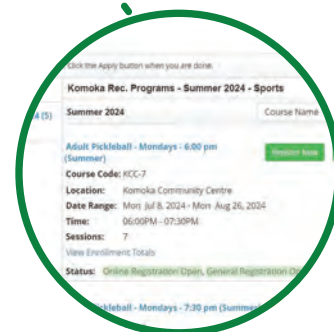 Click the Apply button when you are done.
Komoka Rec. Programs - Summer 2024 - Sports
(5)
Summer 2024
Course Name
Adult Pickleball - Mondays - 6:00 pm
(Summer)
Register Now
Course Code: KCC-7
Location: Komoka Community Centre
Date Range: Mon Jul 8, 2024 - Mon Aug 26, 2024
Time: 06:00PM - 07:30PM
Sessions: 7
View Enrollment Totals
Status: Online Registration Open, General Registration
Pickleball - Mondays - 7:30 pm (Summer)